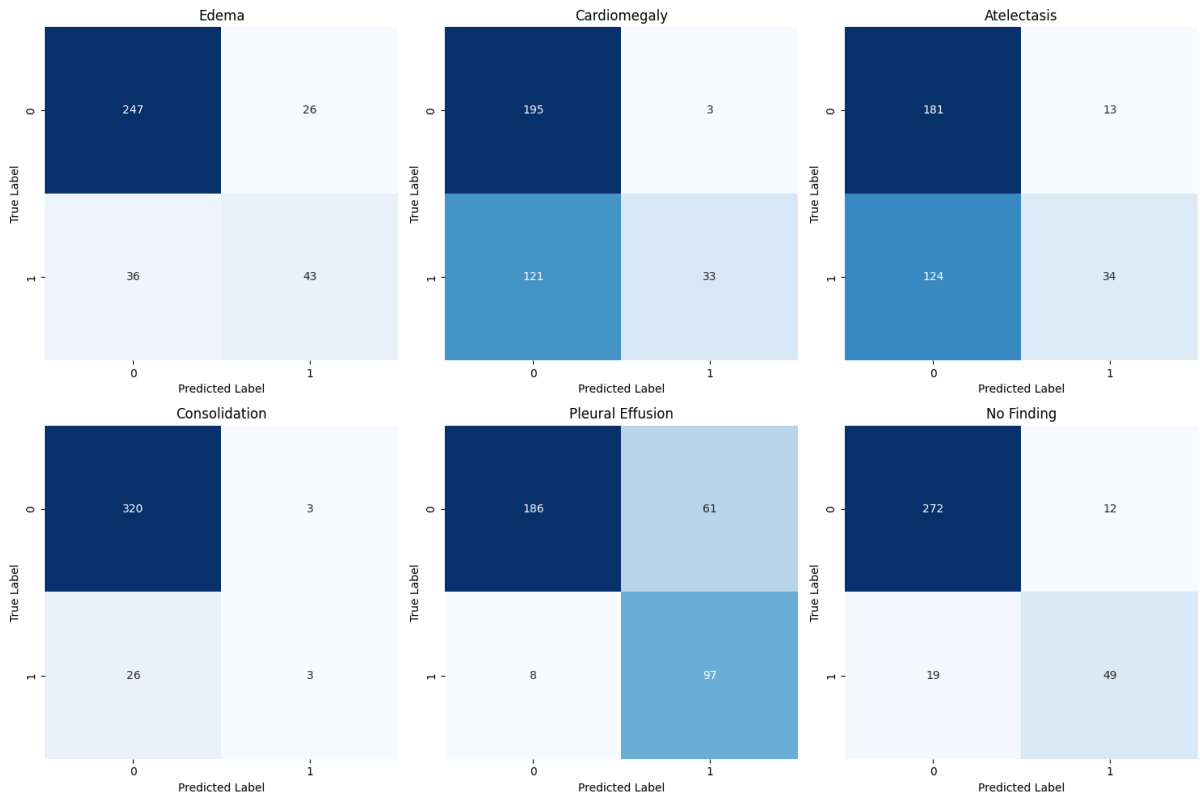 Edema
0
247
26
True Label
1
36
43
0
1
Predicted Label
Cardiomegaly
0
195
3
True Label
1
121
33
0
1
Predicted Label
Atelectasis
0
181
13
True Label
1
124
34
0
1
Predicted Label
Consolidation
0
320
3
True Label
1
26
3
0
1
Predicted Label
Pleural Effusion
0
186
61
True Label
1
8
97
0
1
Predicted Label
No Finding
0
272
12
True Label
1
19
49
0
1
Predicted Label